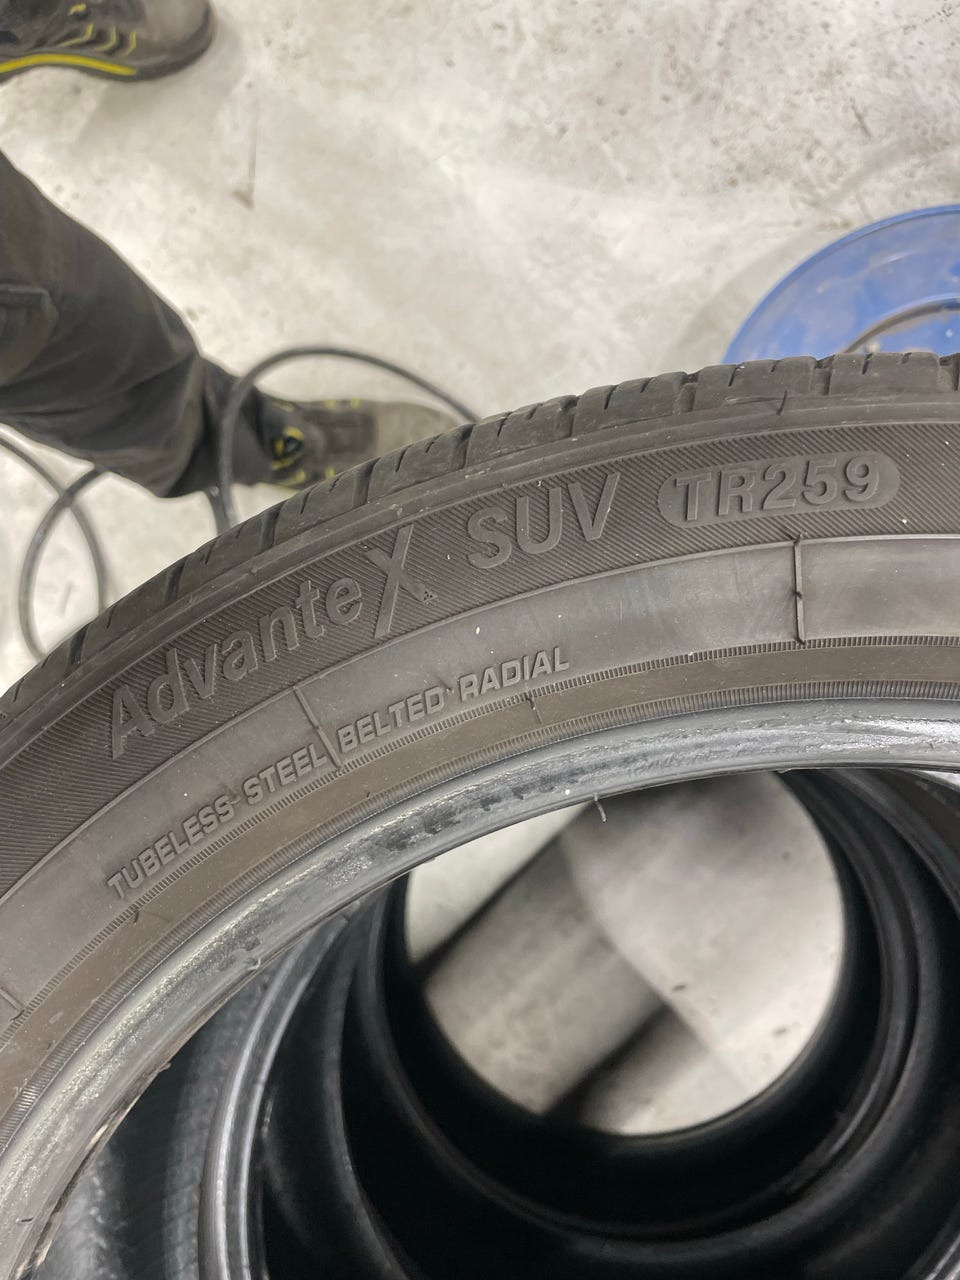 AdvanteX SUV TR259
TUBELESS STEEL BELTED RADIAL